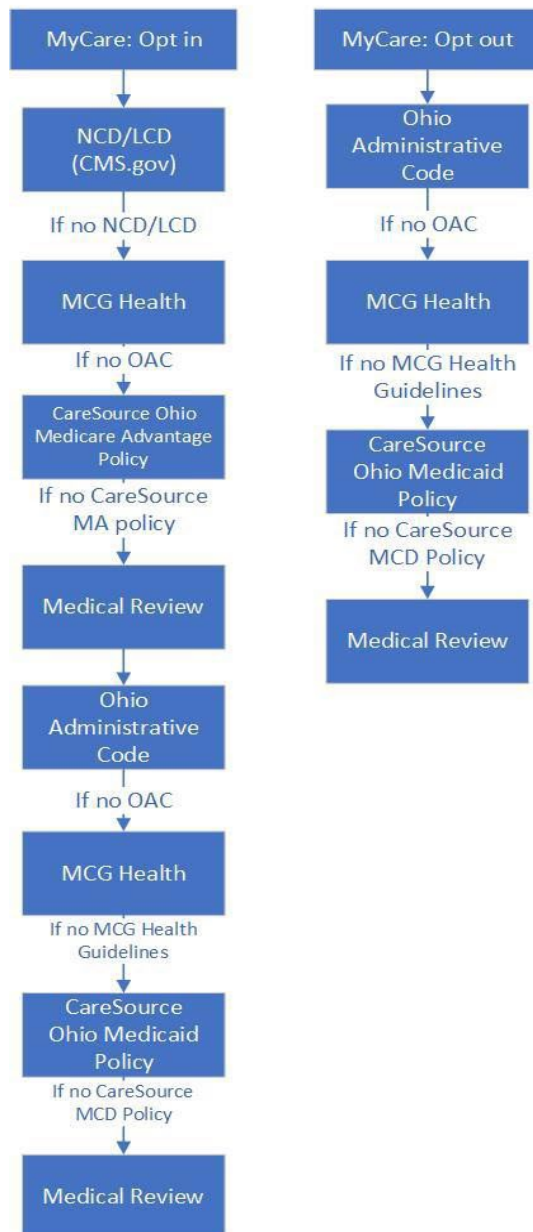 MyCare: Opt in
NCD/LCD
(CMS.gov)
If no NCD/LCD
MCG Health
If no OAC
CareSource Ohio
Medicare Advantage
Policy
If no CareSource
MA policy
Medical Review
Ohio
Administrative
Code
If no OAC
MCG Health
If no MCG Health
Guidelines
CareSource
Ohio Medicaid
Policy
If no CareSource
MCD Policy
Medical Review
MyCare: Opt out
Ohio
Administrative
Code
If no OAC
MCG Health
If no MCG Health
Guidelines
CareSource
Ohio Medicaid
Policy
If no CareSource
MCD Policy
Medical Review